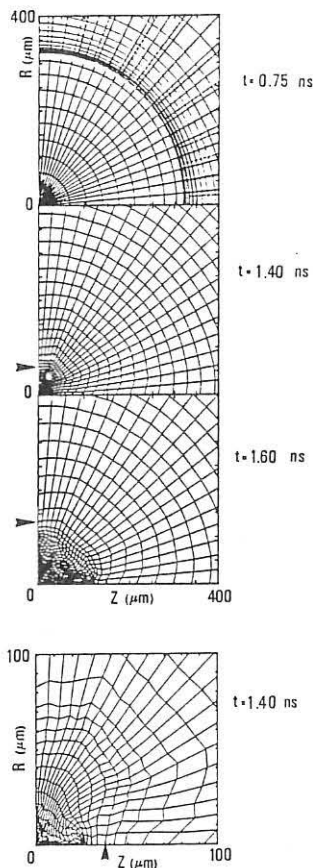 400
R (μm)
t=0.75 ns
0
t=1.40 ns
0
t=1.60 ns
0
Z (μm)
400
100
R (μm)
t=1.40 ns
0
Z (μm)
100